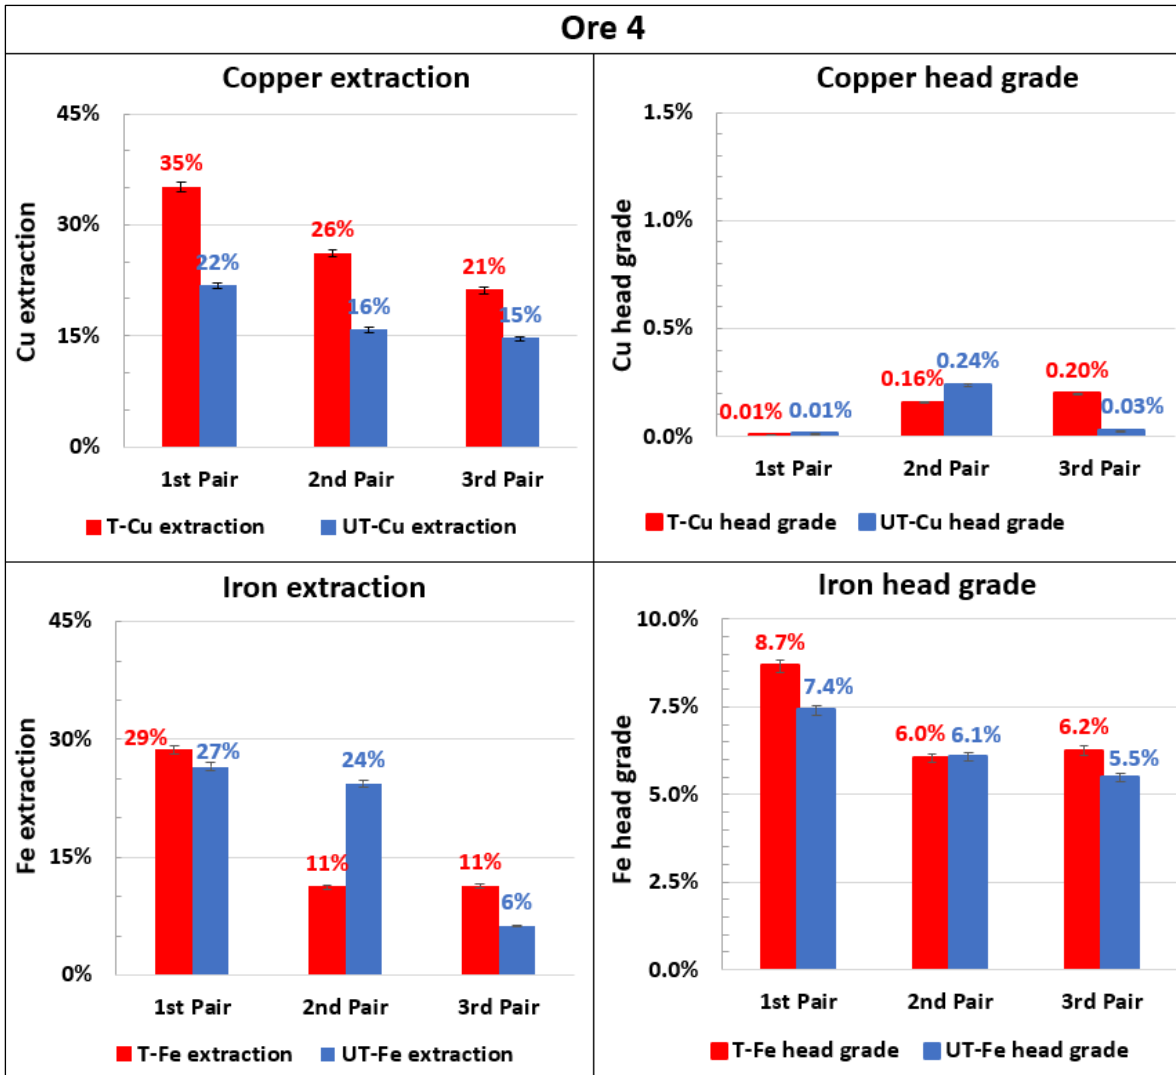 Ore 4
Copper extraction
Cu extraction
45%
30%
15%
0%
35%
22%
26%
16%
21%
15%
1st Pair 2nd Pair 3rd Pair
T-Cu extraction UT-Cu extraction
Copper head grade
Cu head grade
1.5%
1.0%
0.5%
0.0%
0.01% 0.01%
0.16%
0.24%
0.20%
0.03%
1st Pair 2nd Pair 3rd Pair
T-Cu head grade UT-Cu head grade
Iron extraction
Fe extraction
45%
30%
15%
0%
29%
27%
11%
24%
11%
6%
1st Pair 2nd Pair 3rd Pair
T-Fe extraction UT-Fe extraction
Iron head grade
Fe head grade
10.0%
7.5%
5.0%
2.5%
0.0%
8.7%
7.4%
6.0% 6.1%
6.2%
5.5%
1st Pair 2nd Pair 3rd Pair
T-Fe head grade UT-Fe head grade